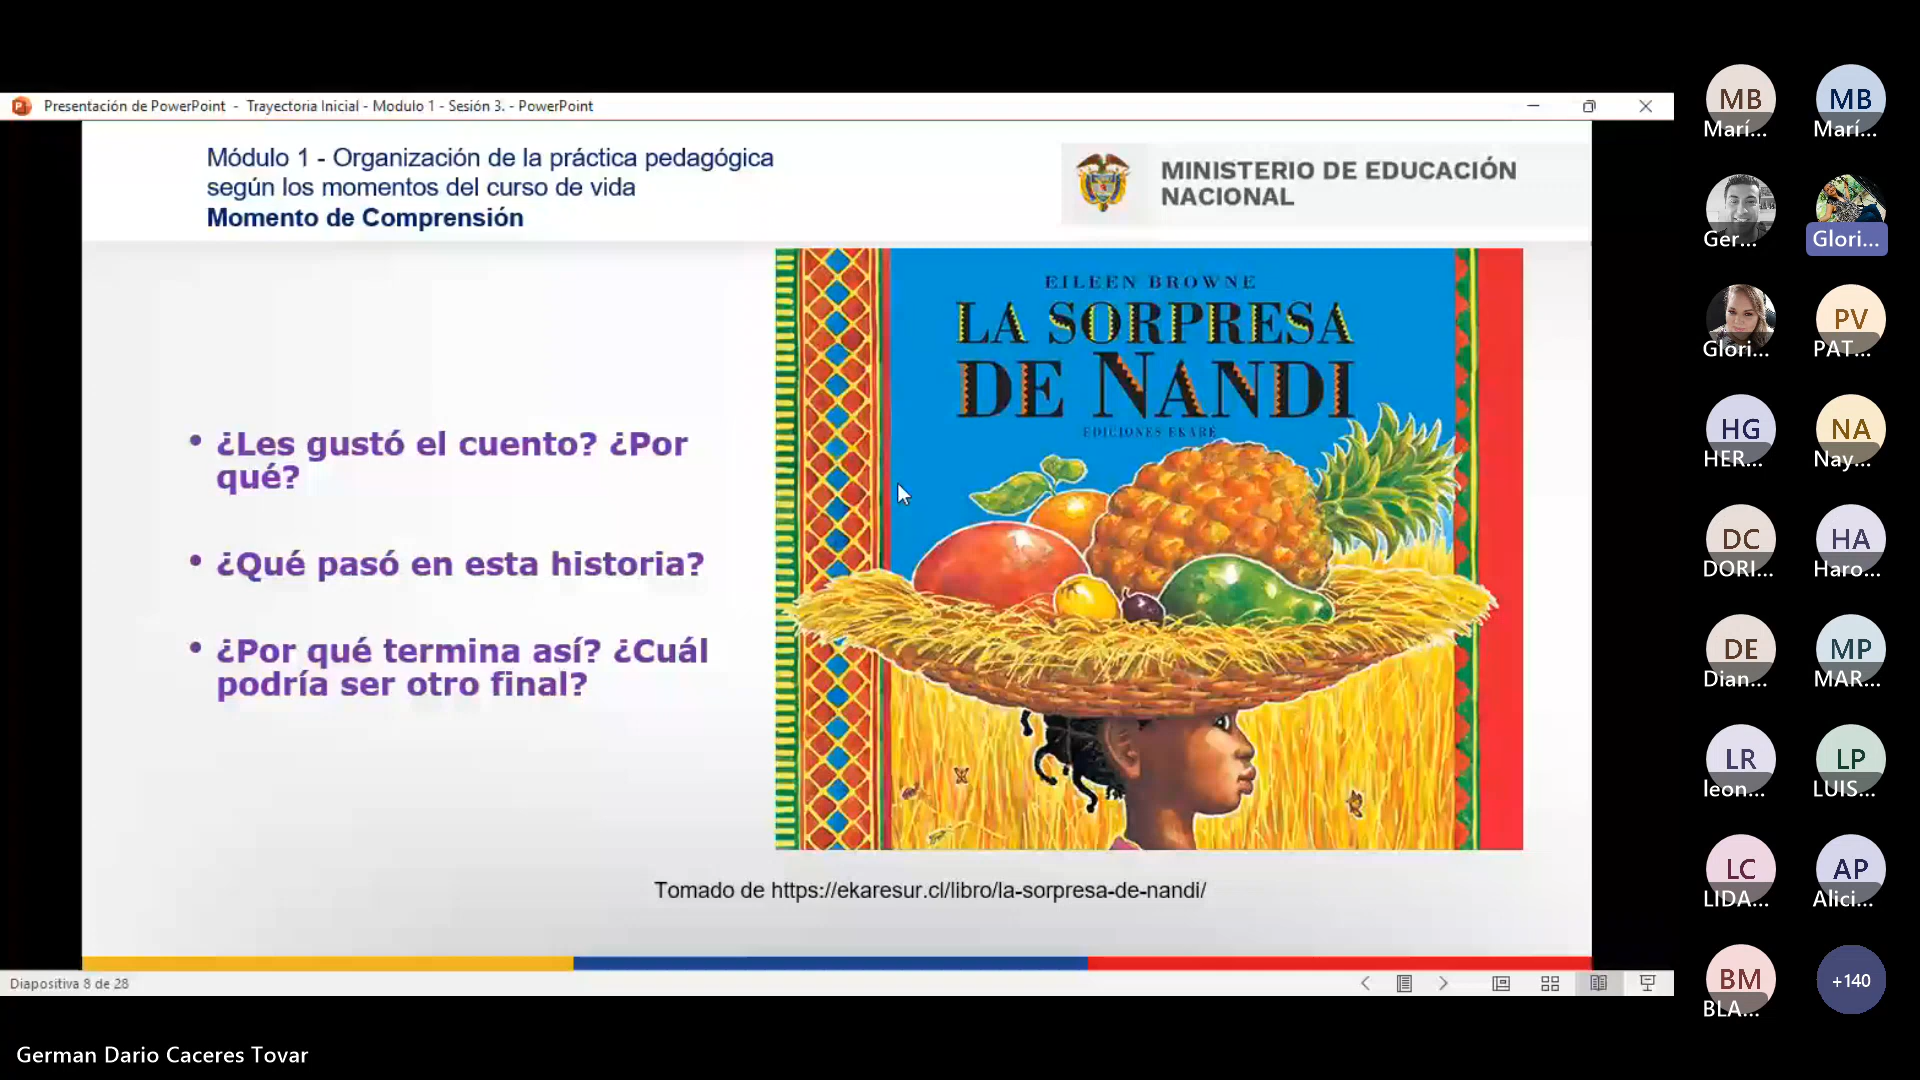 Presentación de PowerPoint - Trayectoria Inicial - Modulo 1 - Sesión 3. - PowerPoint
Módulo 1 - Organización de la práctica pedagógica
según los momentos del curso de vida
Momento de Comprensión
MINISTERIO DE EDUCACIÓN
NACIONAL
• ¿Les gustó el cuento? ¿Por
qué?
• ¿Qué pasó en esta historia?
• ¿Por qué termina así? ¿Cuál
podría ser otro final?
EILEEN BROWNE
LA SORPRESA
DE NANDI
EDICIONES EKARÉ
Tomado de https://ekaresur.cl/libro/la-sorpresa-de-nandi/
Diapositiva 8 de 28
German Dario Caceres Tovar
MB
Marí...
MB
Marí...
Ger...
Glori...
Glori...
PV
PAT...
HG
HER...
NA
Nay...
DC
DORI...
HA
Haro...
DE
Dian...
MP
MAR...
LR
leon...
LP
LUIS...
LC
LIDA...
AP
Alici...
BM
BLA...
+140